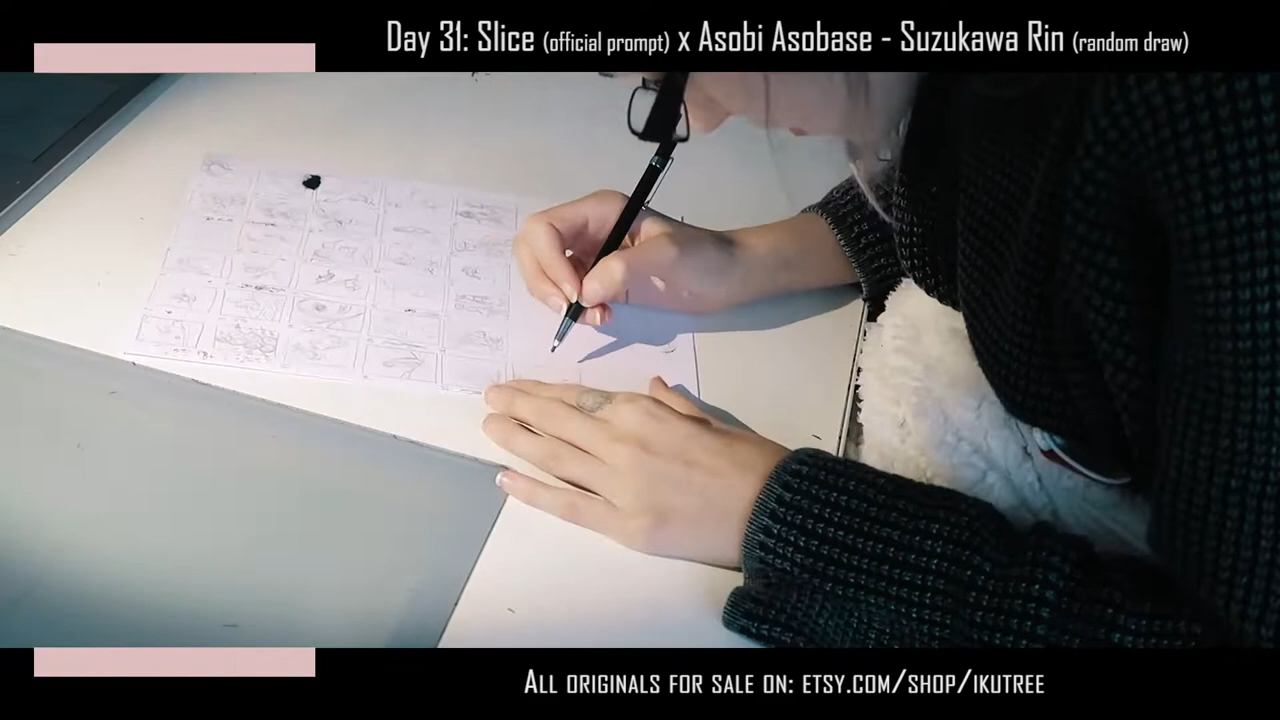 Day 31: Slice (official prompt) x Asobi Asobase - Suzukawa Rin (random draw)
All originals for sale on: etsy.com/shop/ikutree